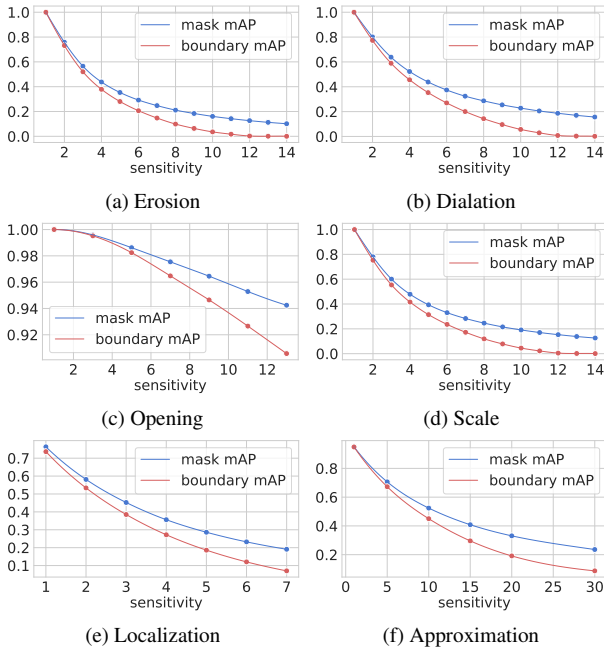 1.0
0.8
0.6
0.4
0.2
0.0
mask mAP
boundary mAP
2 4 6 8 10 12 14
sensitivity
(a) Erosion
1.0
0.8
0.6
0.4
0.2
0.0
mask mAP
boundary mAP
2 4 6 8 10 12 14
sensitivity
(b) Dialation
1.00
0.98
0.96
0.94
0.92
mask mAP
boundary mAP
2 4 6 8 10 12
sensitivity
(c) Opening
1.0
0.8
0.6
0.4
0.2
0.0
mask mAP
boundary mAP
2 4 6 8 10 12 14
sensitivity
(d) Scale
0.7
0.6
0.5
0.4
0.3
0.2
0.1
mask mAP
boundary mAP
1 2 3 4 5 6 7
sensitivity
(e) Localization
0.8
0.6
0.4
0.2
mask mAP
boundary mAP
0 5 10 15 20 25 30
sensitivity
(f) Approximation